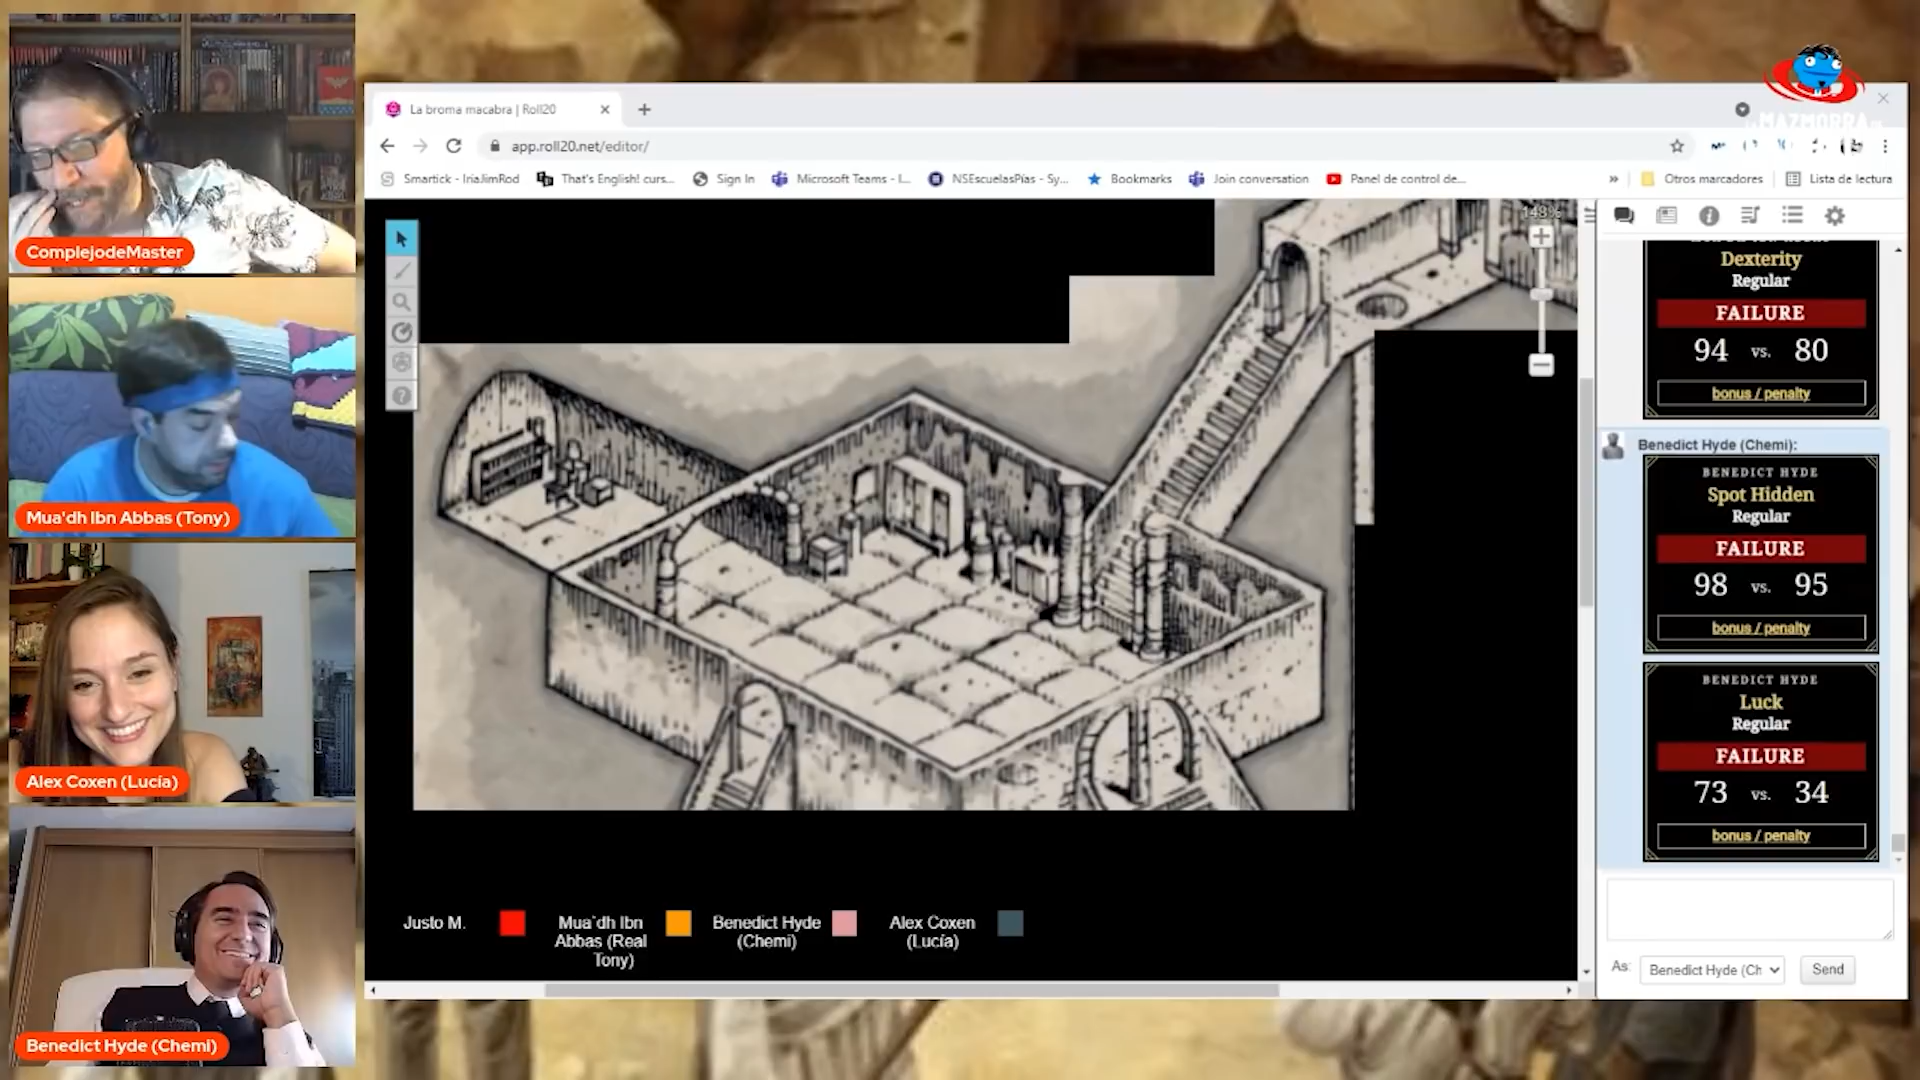 ComplejodeMaster
Mua'dh Ibn Abbas (Tony)
Alex Coxen (Lucía)
Benedict Hyde (Chemi)
La broma macabra | Roll20
app.roll20.net/editor/
Smartick - IriaJimRod
That's English! curs...
Sign In
Microsoft Teams - I...
NSEscuelasPías - Sy...
Bookmarks
Join conversation
Panel de control de...
»
Otros marcadores
Lista de lectura
MAZMORRA
148%
Dexterity
Regular
FAILURE
94 vs. 80
bonus / penalty
Benedict Hyde (Chemi):
BENEDICT HYDE
Spot Hidden
Regular
FAILURE
98 vs. 95
bonus / penalty
BENEDICT HYDE
Luck
Regular
FAILURE
73 vs. 34
bonus / penalty
As:
Benedict Hyde (Ch
Send
Justo M.
Mua`dh Ibn
Abbas (Real
Tony)
Benedict Hyde
(Chemi)
Alex Coxen
(Lucía)